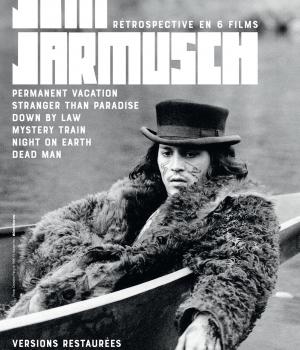 JIM
RÉTROSPECTIVE EN 6 FILMS
JARMUSCH
PERMANENT VACATION
STRANGER THAN PARADISE
DOWN BY LAW
MYSTERY TRAIN
NIGHT ON EARTH
DEAD MAN
VERSIONS RESTAURÉES